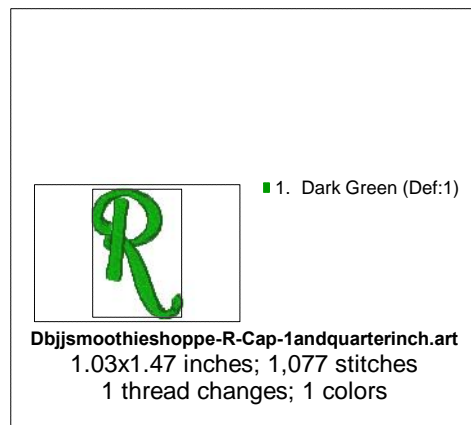 1. Dark Green (Def:1)
R
Dbjjsmoothieshoppe-R-Cap-1andquarterinch.art
1.03x1.47 inches; 1,077 stitches
1 thread changes; 1 colors